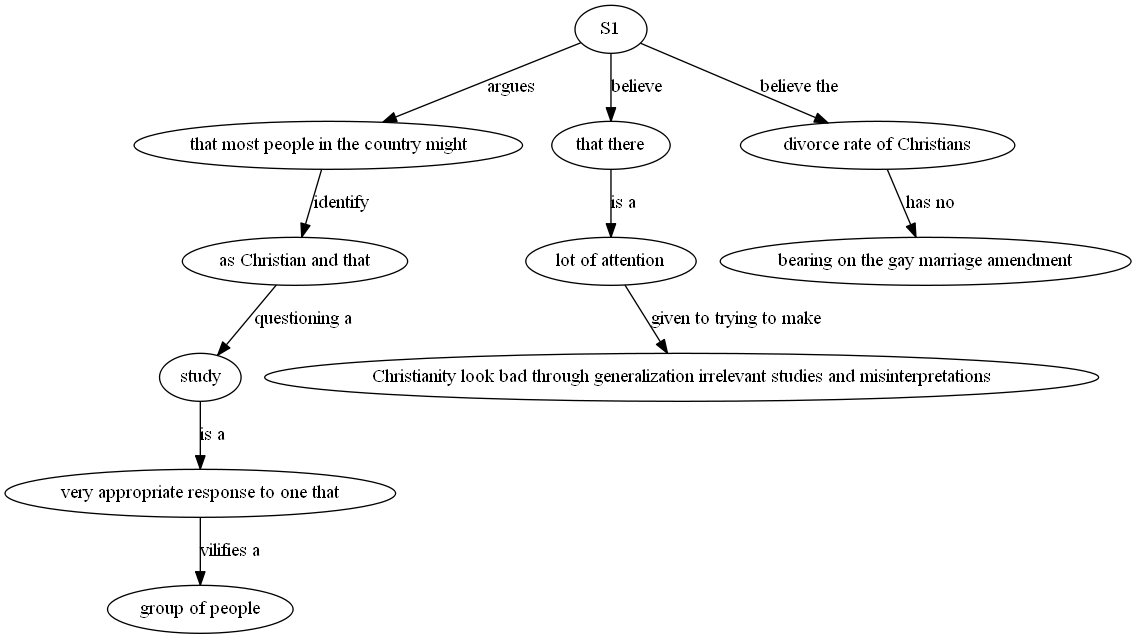 S1
argues
believe
believe the
that most people in the country might
that there
divorce rate of Christians
identify
is a
has no
as Christian and that
lot of attention
bearing on the gay marriage amendment
questioning a
given to trying to make
study
Christianity look bad through generalization irrelevant studies and misinterpretations
is a
very appropriate response to one that
vilifies a
group of people